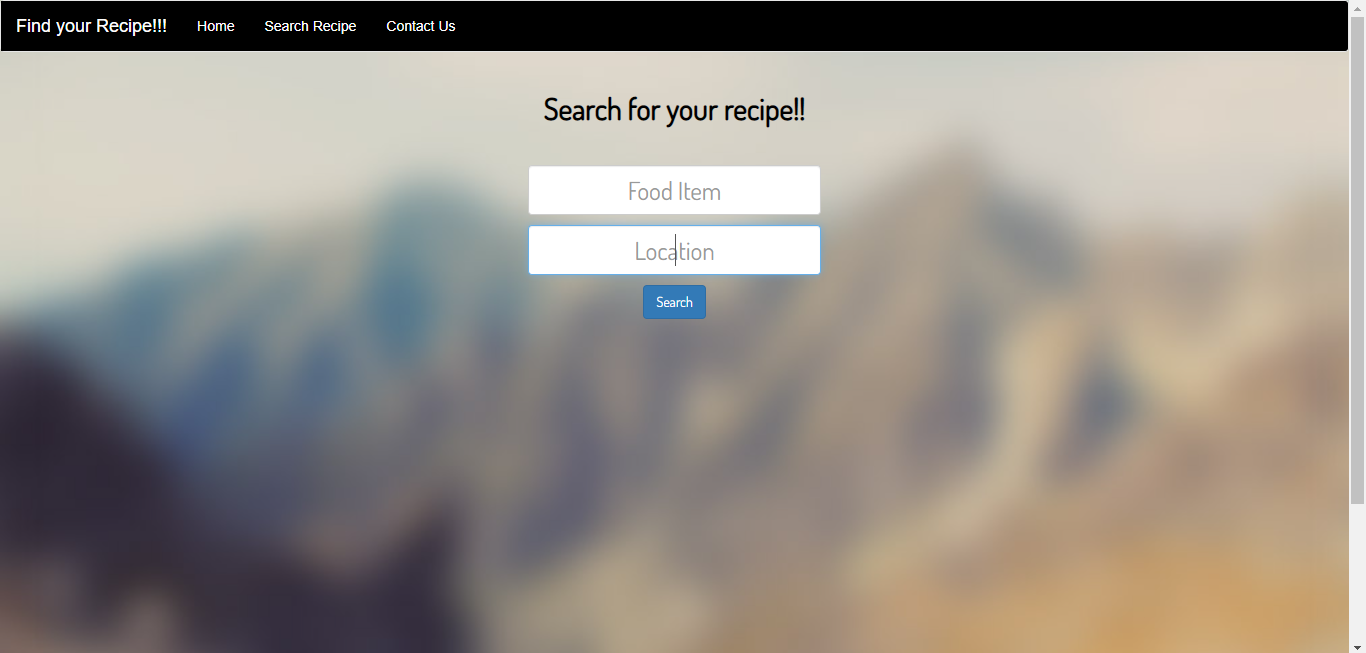 Find your Recipe!!! Home Search Recipe Contact Us
Search for your recipe!!
Food Item
Location
Search